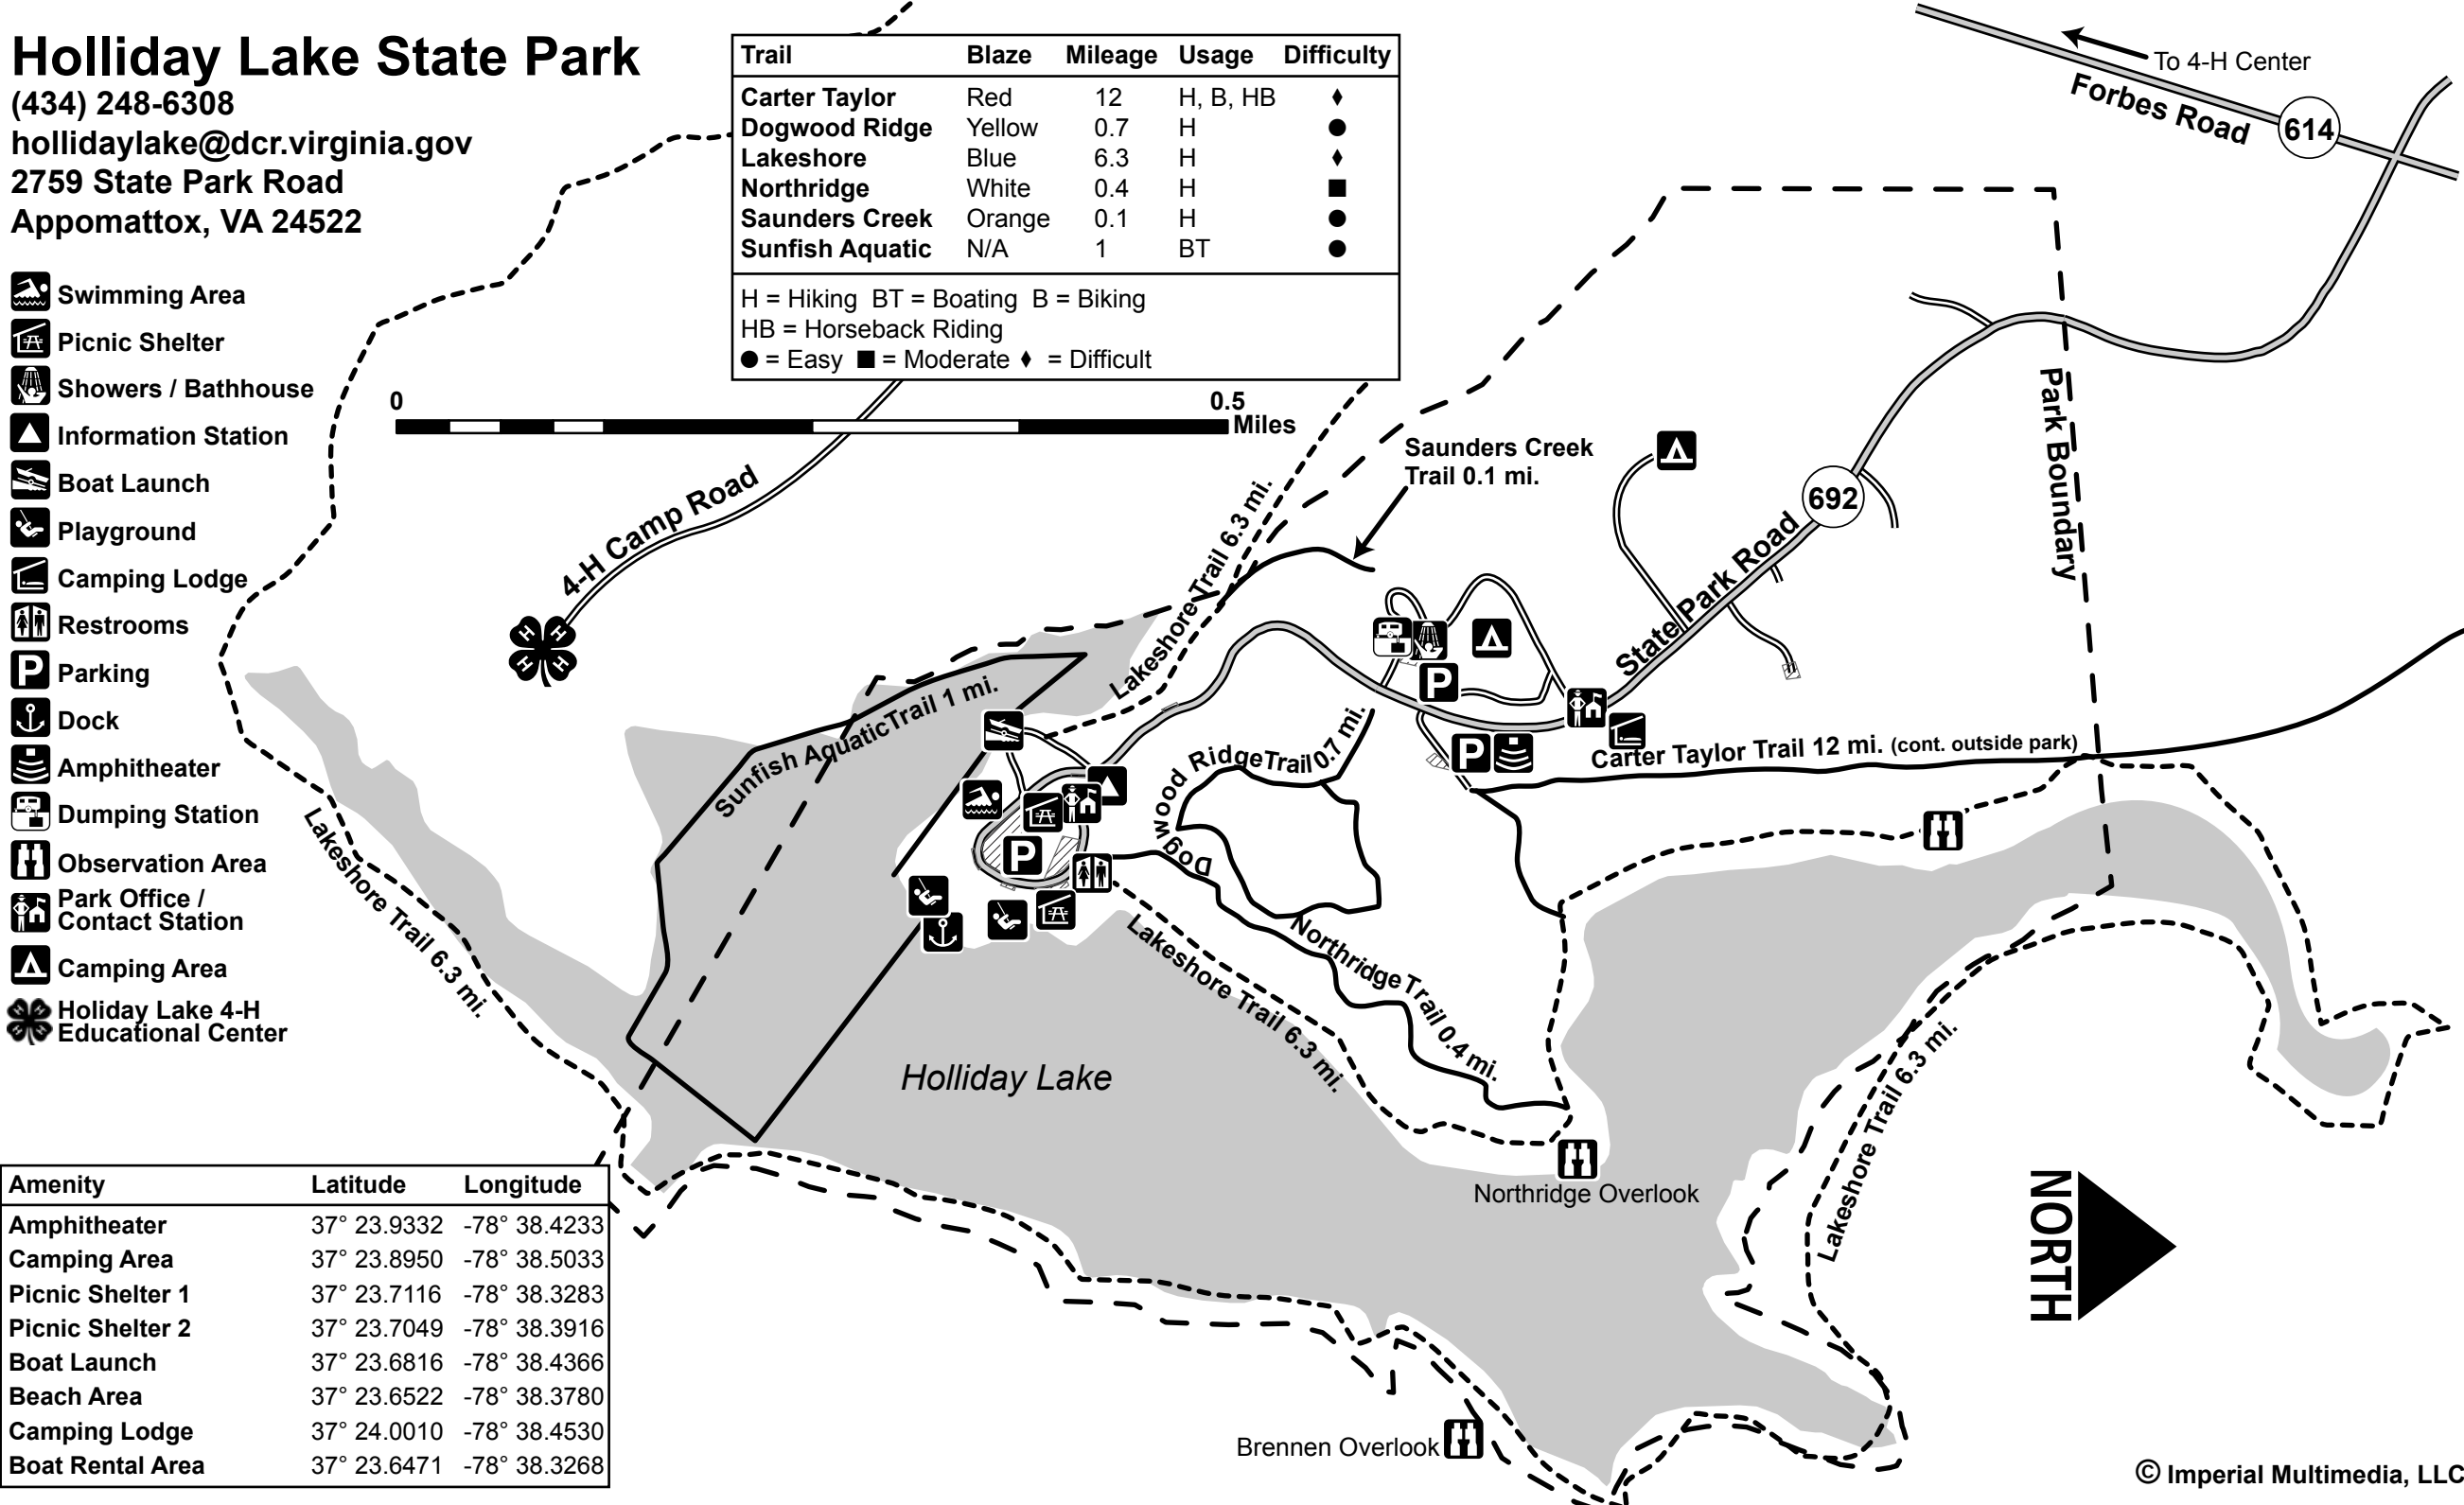 Holliday Lake State Park
(434) 248-6308
hollidaylake@dcr.virginia.gov
2759 State Park Road
Appomattox, VA 24522
Trail Blaze Mileage Usage Difficulty
Carter Taylor Red 12 H, B, HB ♦
Dogwood Ridge Yellow 0.7 H ●
Lakeshore Blue 6.3 H ♦
Northridge White 0.4 H ■
Saunders Creek Orange 0.1 H ●
Sunfish Aquatic N/A 1 BT ●
H = Hiking BT = Boating B = Biking
HB = Horseback Riding
● = Easy ■ = Moderate ♦ = Difficult
To 4-H Center
Forbes Road
614
Swimming Area
Picnic Shelter
Showers / Bathhouse
Information Station
Boat Launch
Playground
Camping Lodge
Restrooms
P Parking
Dock
Amphitheater
Dumping Station
Observation Area
Park Office /
Contact Station
Camping Area
Holiday Lake 4-H
Educational Center
0 0.5
Miles
4-H Camp Road
H H
H H
Saunders Creek
Trail 0.1 mi.
Lakeshore Trail 6.3 mi.
Lakeshore Trail 6.3 mi.
692
State Park Road
Park Boundary
P
P
P
Sunfish AquaticTrail 1 mi.
Dogwood RidgeTrail 0.7 mi.
Carter Taylor Trail 12 mi. (cont. outside park)
Lakeshore Trail 6.3 mi.
Northridge Trail 0.4 mi.
Lakeshore Trail 6.3 mi.
Lakeshore Trail 6.3 mi.
Holliday Lake
Northridge Overlook
Brennen Overlook
NORTH
Amenity Latitude Longitude
Amphitheater 37° 23.9332 -78° 38.4233
Camping Area 37° 23.8950 -78° 38.5033
Picnic Shelter 1 37° 23.7116 -78° 38.3283
Picnic Shelter 2 37° 23.7049 -78° 38.3916
Boat Launch 37° 23.6816 -78° 38.4366
Beach Area 37° 23.6522 -78° 38.3780
Camping Lodge 37° 24.0010 -78° 38.4530
Boat Rental Area 37° 23.6471 -78° 38.3268
© Imperial Multimedia, LLC